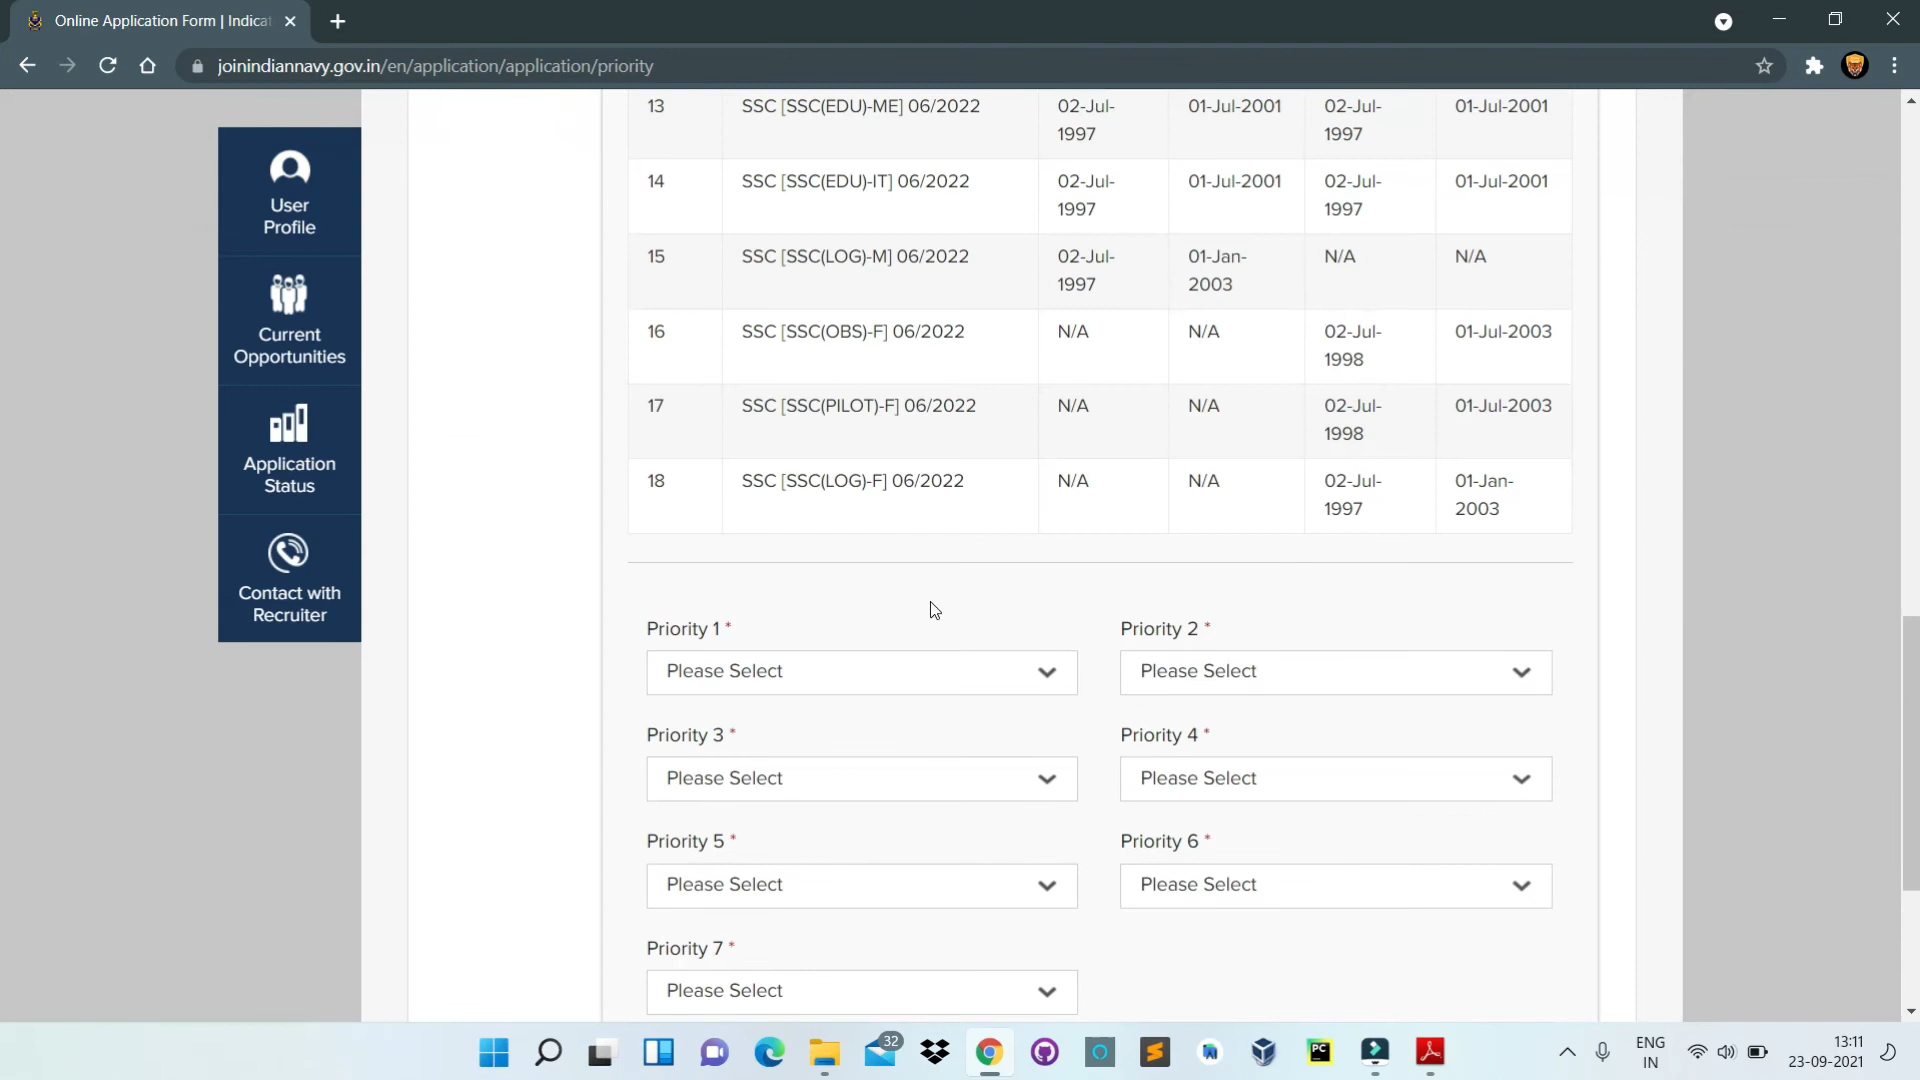 Online Application Form | Indicat
joinindiannavy.gov.in/en/application/application/priority
User
Profile
Current
Opportunities
Application
Status
Contact with
Recruiter
13 SSC [SSC(EDU)-ME] 06/2022 02-Jul-1997 01-Jul-2001 02-Jul-1997 01-Jul-2001
14 SSC [SSC(EDU)-IT] 06/2022 02-Jul-1997 01-Jul-2001 02-Jul-1997 01-Jul-2001
15 SSC [SSC(LOG)-M] 06/2022 02-Jul-1997 01-Jan-2003 N/A N/A
16 SSC [SSC(OBS)-F] 06/2022 N/A N/A 02-Jul-1998 01-Jul-2003
17 SSC [SSC(PILOT)-F] 06/2022 N/A N/A 02-Jul-1998 01-Jul-2003
18 SSC [SSC(LOG)-F] 06/2022 N/A N/A 02-Jul-1997 01-Jan-2003
Priority 1 * Priority 2 *
Please Select Please Select
Priority 3 * Priority 4 *
Please Select Please Select
Priority 5 * Priority 6 *
Please Select Please Select
Priority 7 *
Please Select
32
PC
ENG
IN
13:11
23-09-2021